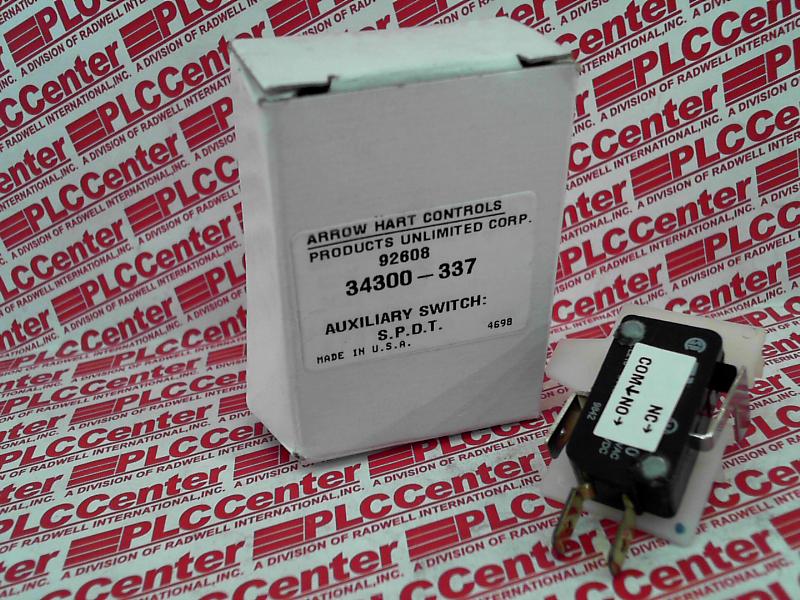 ARROW HART CONTROLS
PRODUCTS UNLIMITED CORP.
92608
34300-337
AUXILIARY SWITCH:
S.P.D.T.
4698
MADE IN U.S.A.
NC→
COM↓NO→
9842
PLCCenter
A DIVISION OF RADWELL INTERNATIONAL, INC.